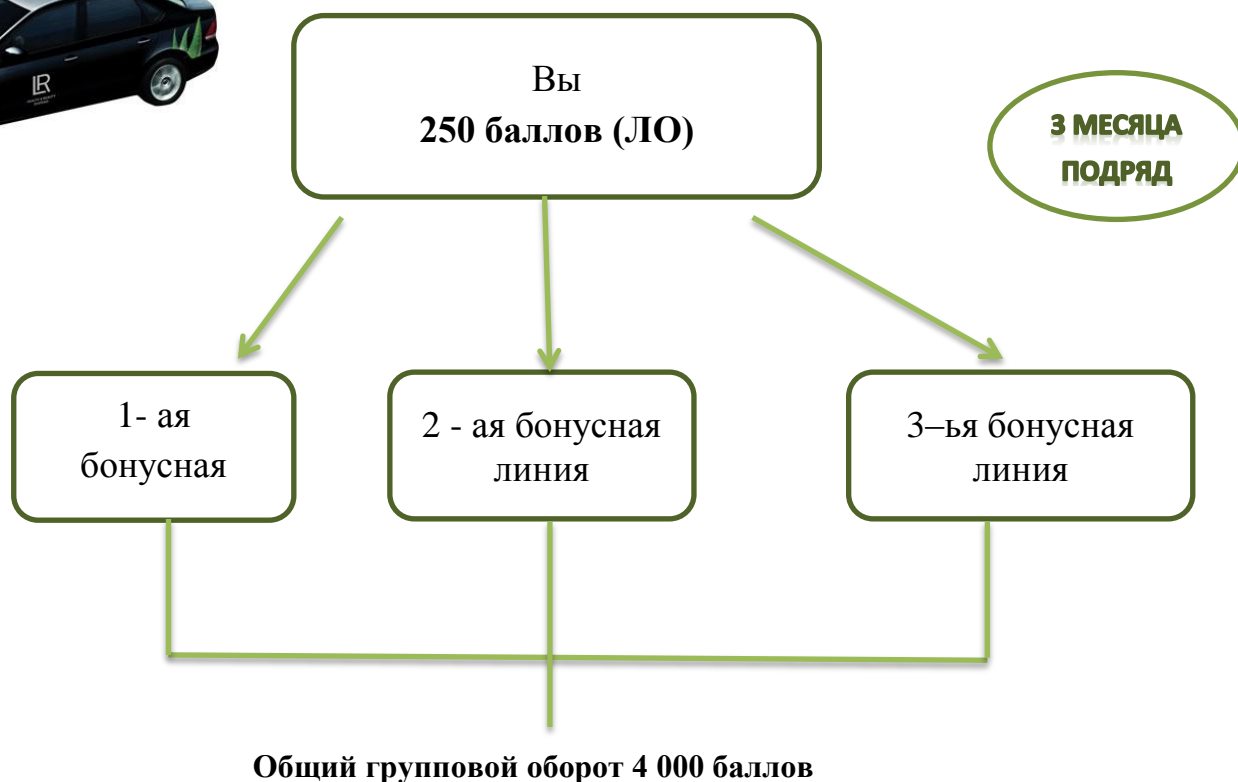 LR
Вы
250 баллов (ЛО)
3 МЕСЯЦА
ПОДРЯД
1- ая
бонусная
2 - ая бонусная
линия
3–ья бонусная
линия
Общий групповой оборот 4 000 баллов